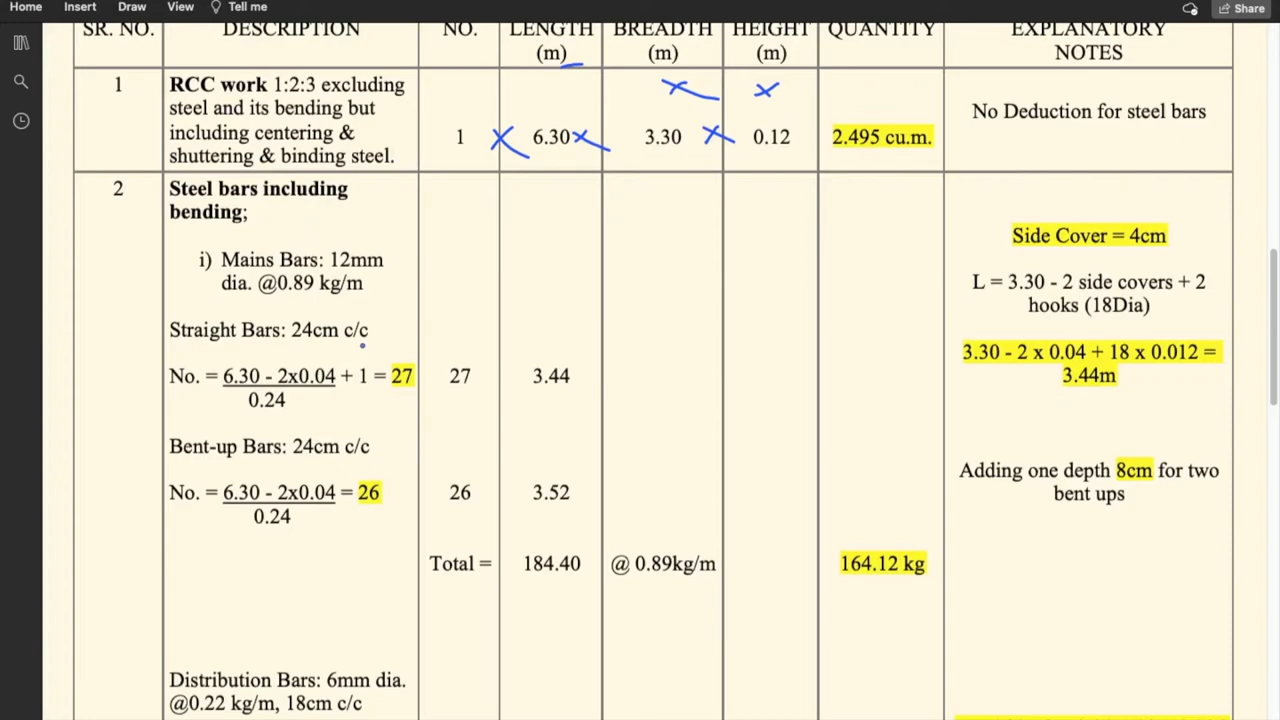 Home Insert Draw View Tell me Share
SR. NO. DESCRIPTION NO. LENGTH BREADTH HEIGHT QUANTITY EXPLANATORY
(m) (m) (m) NOTES
1 RCC work 1:2:3 excluding
steel and its bending but
including centering &
shuttering & binding steel.
1 6.30 3.30 0.12 2.495 cu.m.
No Deduction for steel bars
2 Steel bars including
bending;
i) Mains Bars: 12mm
dia. @0.89 kg/m
Straight Bars: 24cm c/c
No. = 6.30 - 2x0.04 + 1 = 27
0.24
27 3.44
Side Cover = 4cm
L = 3.30 - 2 side covers + 2
hooks (18Dia)
3.30 - 2 x 0.04 + 18 x 0.012 =
3.44m
Bent-up Bars: 24cm c/c
No. = 6.30 - 2x0.04 = 26
0.24
26 3.52
Adding one depth 8cm for two
bent ups
Total = 184.40 @ 0.89kg/m 164.12 kg
Distribution Bars: 6mm dia.
@0.22 kg/m, 18cm c/c